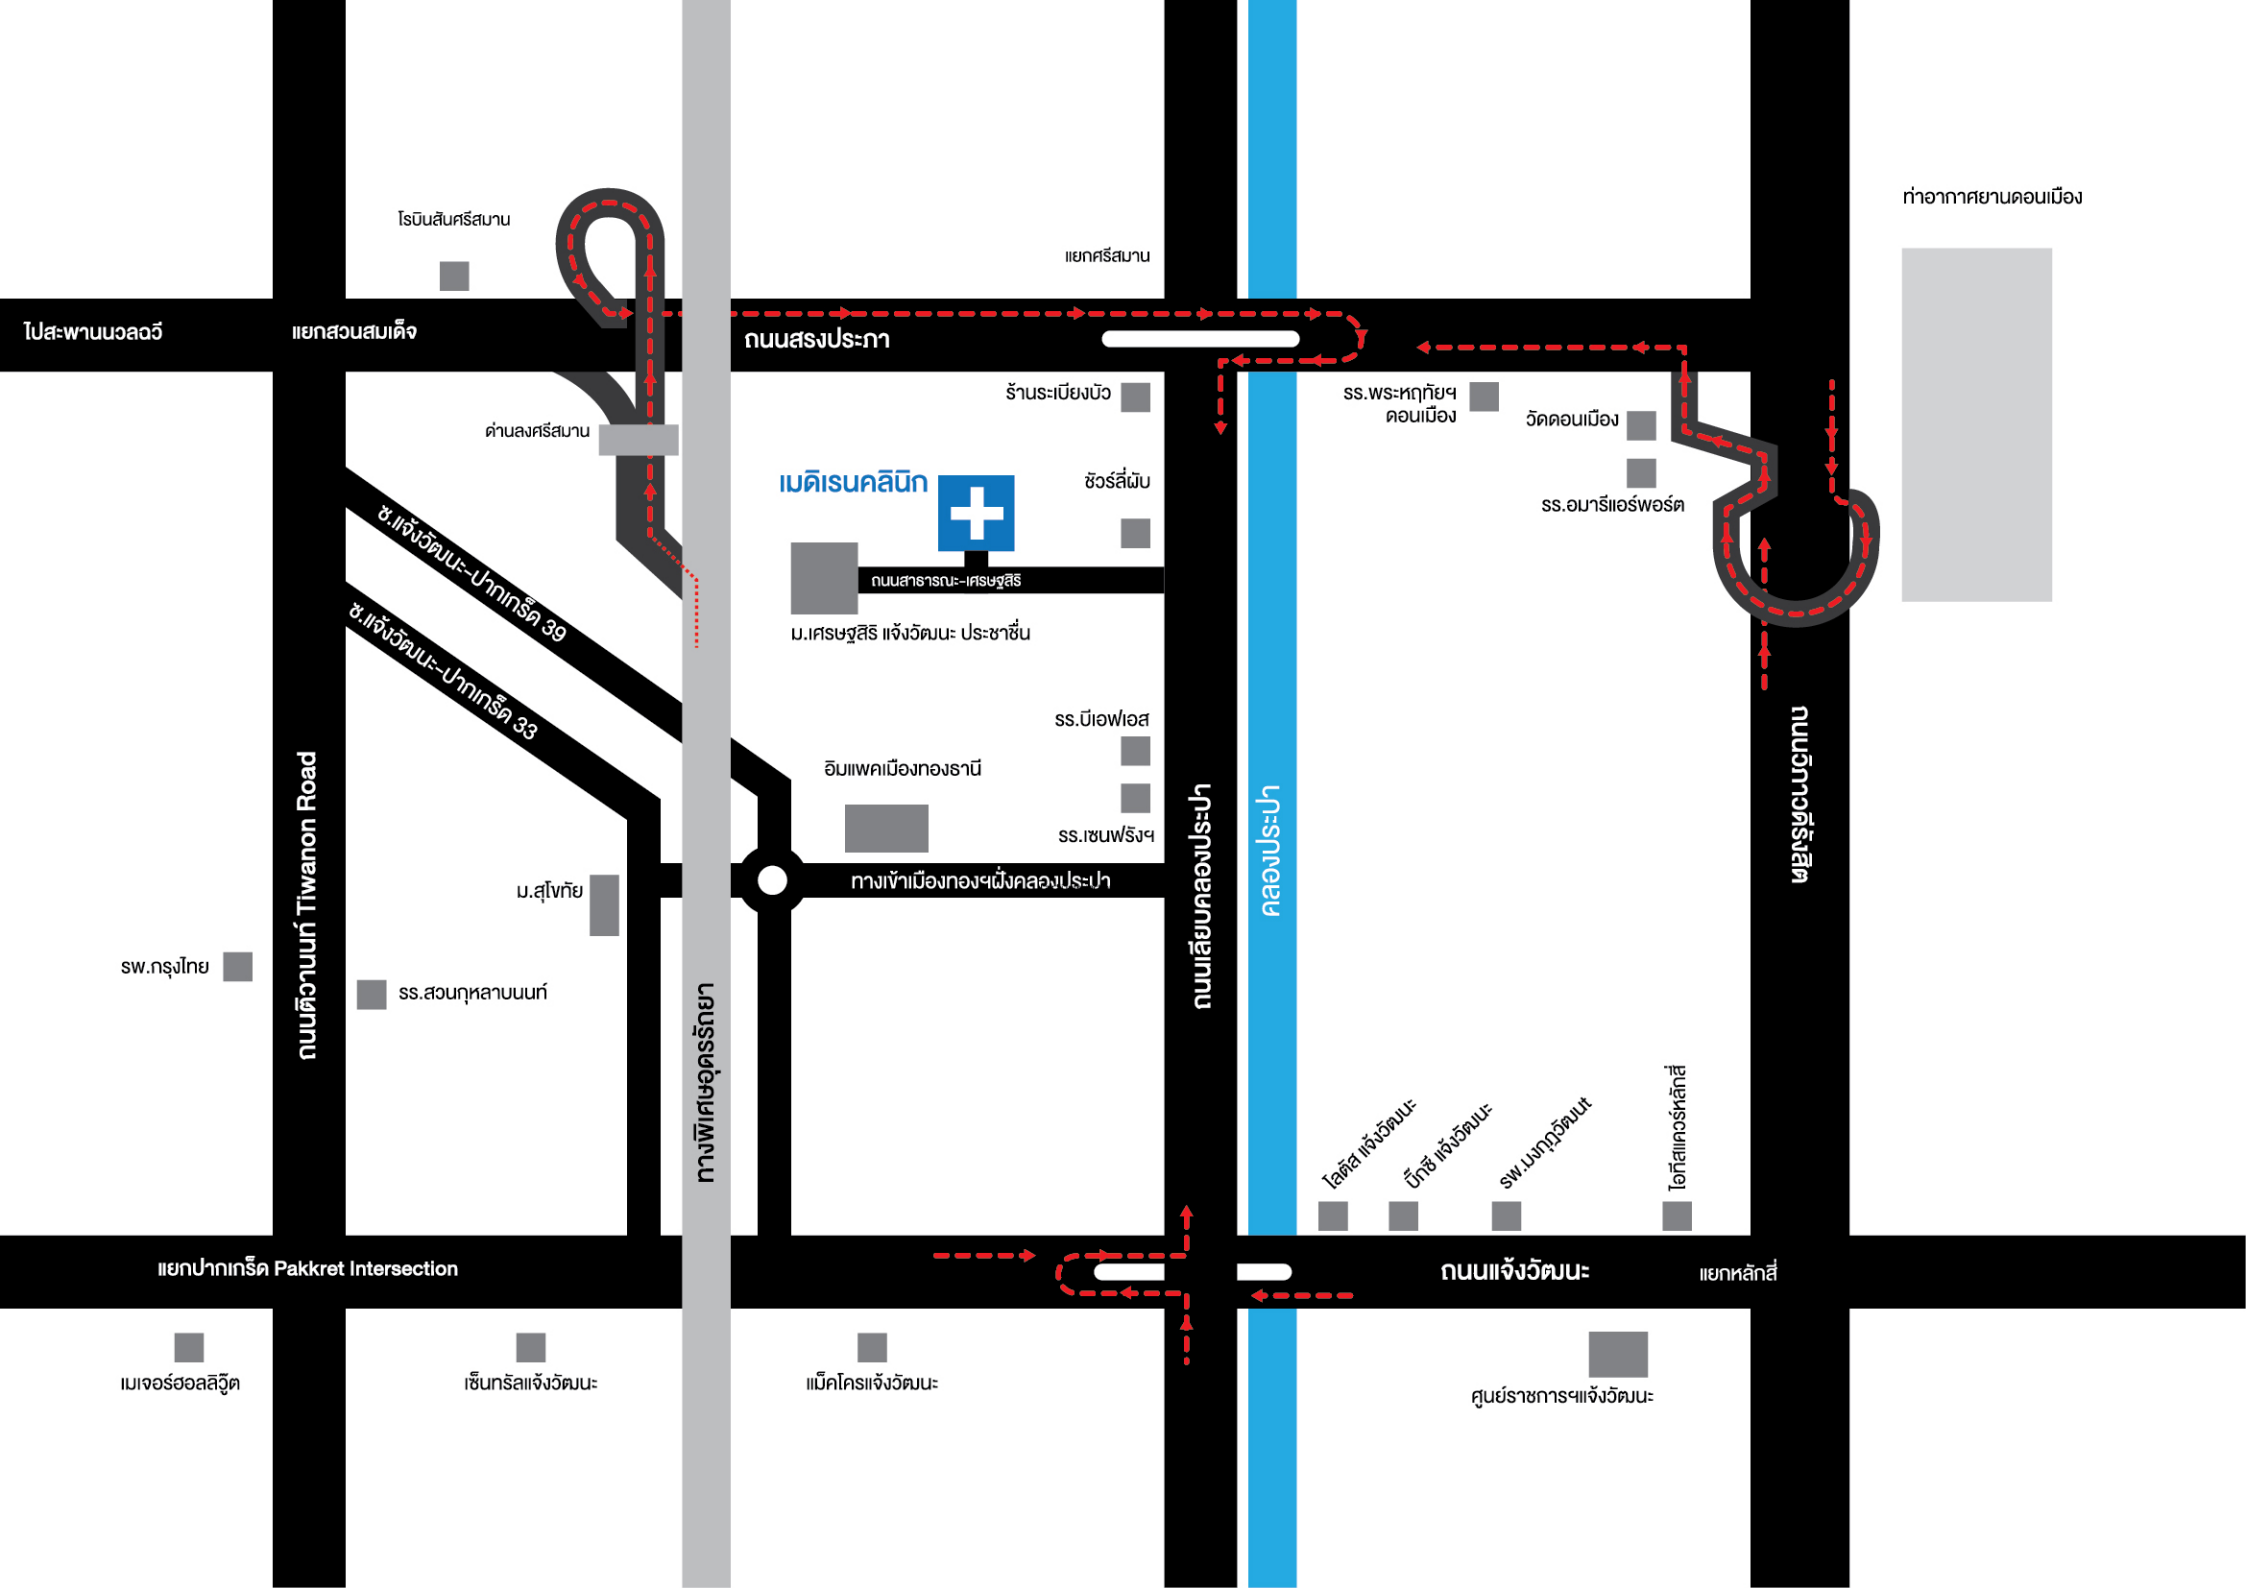 ท่าอากาศยานดอนเมือง
โรบินสันศรีสมาน
แยกศรีสมาน
ไปสะพานนวลฉวี
แยกสวนสมเด็จ
ถนนสรงประภา
ร้านระเบียงบัว
รร.พระหฤทัยฯ
ดอนเมือง
วัดดอนเมือง
ด่านลงศรีสมาน
เมดิเรนคลินิก
ชัวร์ลี่ผับ
รร.อมารีแอร์พอร์ต
ซ.แจ้งวัฒนะ-ปากเกร็ด 39
ถนนสาธารณะ-เศรษฐสิริ
ม.เศรษฐสิริ แจ้งวัฒนะ ประชาชื่น
ซ.แจ้งวัฒนะ-ปากเกร็ด 33
รร.บีเอฟเอส
อิมแพคเมืองทองธานี
รร.เซนฟรังฯ
ถนนวิภาวดีรังสิต
ถนนติวานนท์ Tiwanon Road
ถนนเลียบคลองประปา
คลองประปา
ทางเข้าเมืองทองฯฝั่งคลองประปา
ม.สุโขทัย
รพ.กรุงไทย
รร.สวนกุหลาบนนท์
ทางพิเศษอุดรรัถยา
โลตัส แจ้งวัฒนะ
บิ๊กซี แจ้งวัฒนะ
รพ.มงกุฎวัฒนt
ไอทีสแควร์หลักสี่
แยกปากเกร็ด Pakkret Intersection
ถนนแจ้งวัฒนะ
แยกหลักสี่
เมเจอร์ฮอลลิวู๊ต
เซ็นทรัลแจ้งวัฒนะ
แม็คโครแจ้งวัฒนะ
ศูนย์ราชการฯแจ้งวัฒนะ